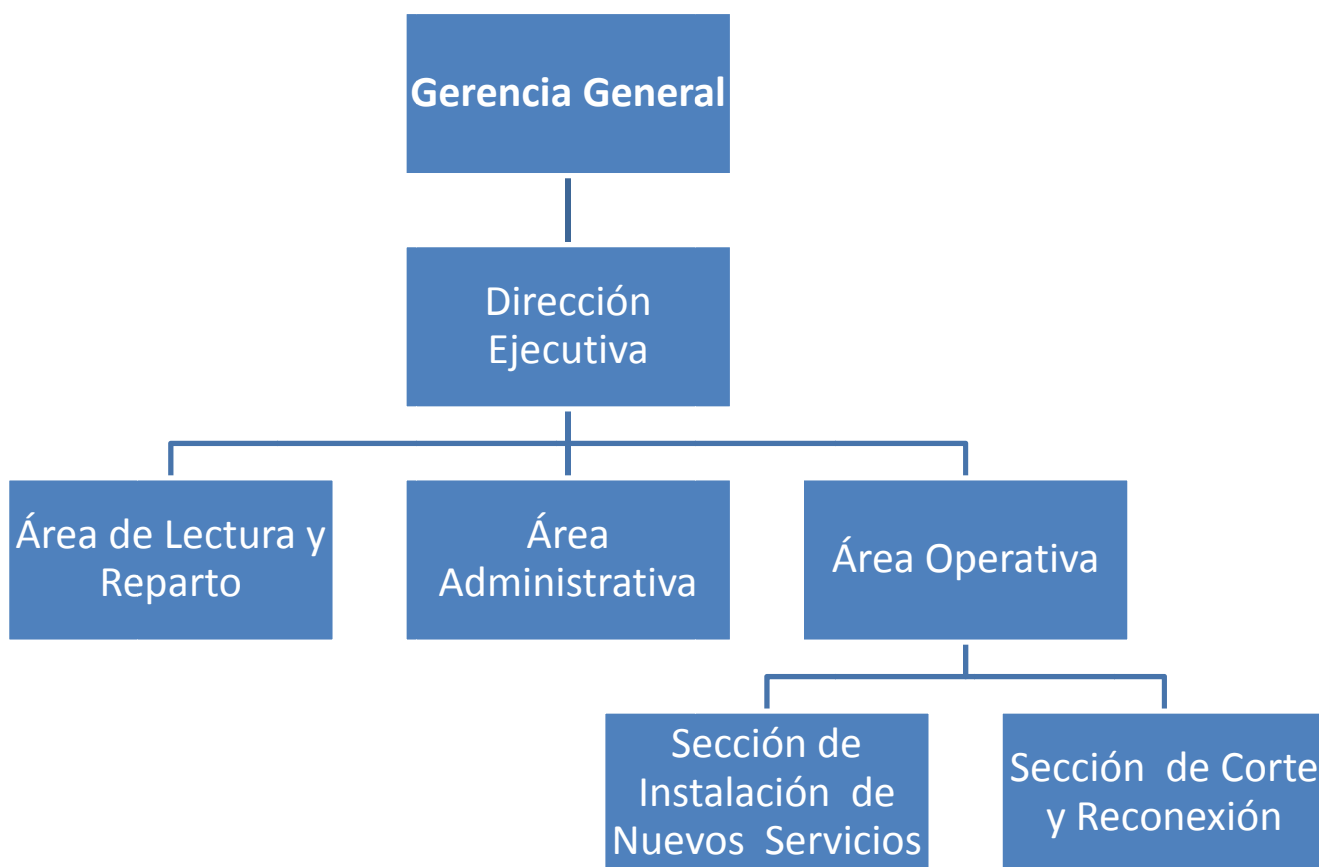 Gerencia General
Dirección
Ejecutiva
Área de Lectura y
Reparto
Área
Administrativa
Área Operativa
Sección de
Instalación de
Nuevos Servicios
Sección de Corte
y Reconexión